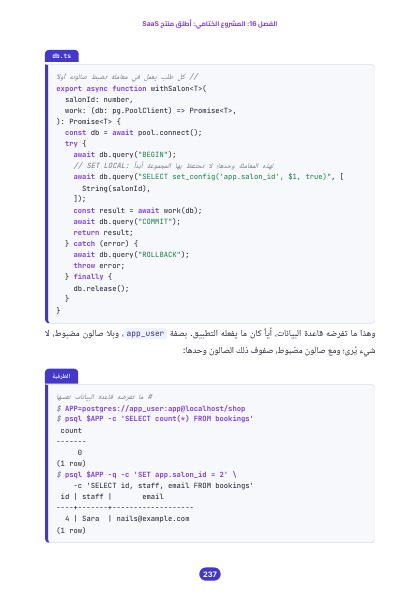 الفصل 16: المشروع الختامي: أطلق منتج SaaS
db.ts
// كل طلب يعمل في معاملة تضبط صالونه أولًا
export async function withSalon<T>(
  salonId: number,
  work: (db: pg.PoolClient) => Promise<T>,
): Promise<T> {
  const db = await pool.connect();
  try {
    await db.query("BEGIN");
    // SET LOCAL: لهذه المعاملة وحدها؛ لا تحتفظ بها المجموعة أبدًا
    await db.query("SELECT set_config('app.salon_id', $1, true)", [
      String(salonId),
    ]);
    const result = await work(db);
    await db.query("COMMIT");
    return result;
  } catch (error) {
    await db.query("ROLLBACK");
    throw error;
  } finally {
    db.release();
  }
}
وهذا ما تفرضه قاعدة البيانات، أيًا كان ما يفعله التطبيق. بصفة app_user، وبلا صالون مضبوط، لا
شيء يُرى؛ ومع صالون مضبوط، صفوف ذلك الصالون وحدها:
الطرفية
# ما تفرضه قاعدة البيانات نفسها
$ APP=postgres://app_user:app@localhost/shop
$ psql $APP -c 'SELECT count(*) FROM bookings'
 count
-------
     0
(1 row)
$ psql $APP -q -c 'SET app.salon_id = 2' \
    -c 'SELECT id, staff, email FROM bookings'
 id | staff |       email
----+-------+-------------------
  4 | Sara  | nails@example.com
(1 row)
237